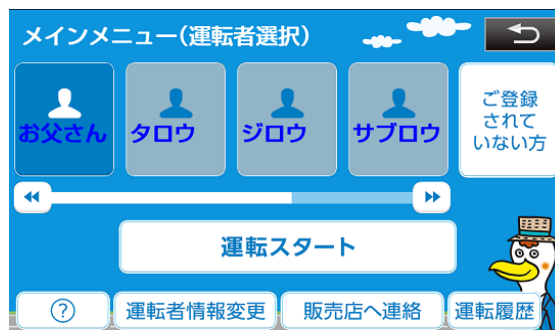 メインメニュー(運転者選択)
お父さん
タロウ
ジロウ
サブロウ
ご登録
されて
いない方
運転スタート
?
運転者情報変更
販売店へ連絡
運転履歴